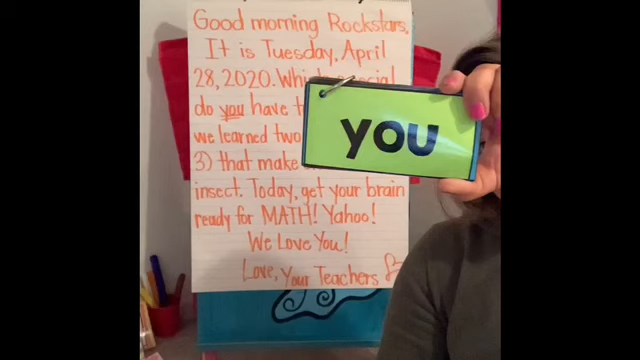 Good morning Rockstars,
It is Tuesday, April
28, 2020.
do you have
we learned two
3) that make
insect. Today, get your brain
ready for MATH! Yahoo!
We Love You!
Love, Your Teachers
you